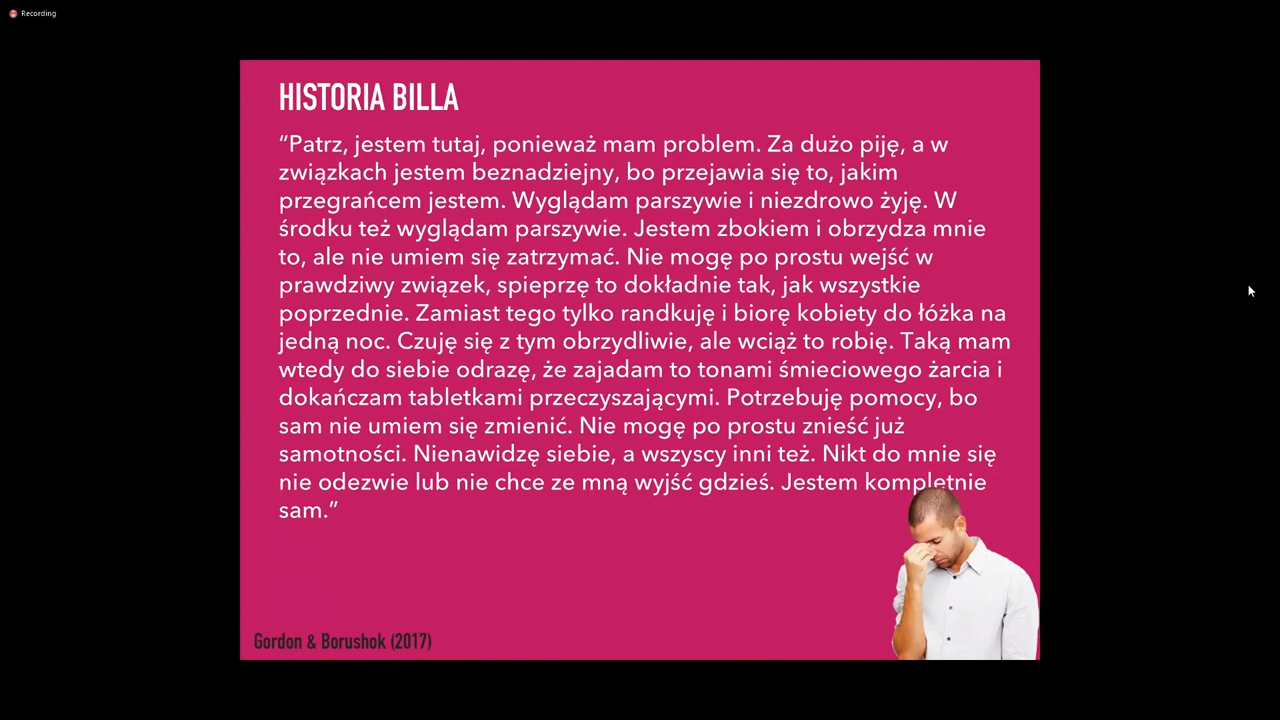 Recording
HISTORIA BILLA
“Patrz, jestem tutaj, ponieważ mam problem. Za dużo piję, a w
związkach jestem beznadziejny, bo przejawia się to, jakim
przegrańcem jestem. Wyglądam parszywie i niezdrowo żyję. W
środku też wyglądam parszywie. Jestem zbokiem i obrzydza mnie
to, ale nie umiem się zatrzymać. Nie mogę po prostu wejść w
prawdziwy związek, spieprzę to dokładnie tak, jak wszystkie
poprzednie. Zamiast tego tylko randkuję i biorę kobiety do łóżka na
jedną noc. Czuję się z tym obrzydliwie, ale wciąż to robię. Taką mam
wtedy do siebie odrazę, że zajadam to tonami śmieciowego żarcia i
dokańczam tabletkami przeczyszającymi. Potrzebuję pomocy, bo
sam nie umiem się zmienić. Nie mogę po prostu znieść już
samotności. Nienawidzę siebie, a wszyscy inni też. Nikt do mnie się
nie odezwie lub nie chce ze mną wyjść gdzieś. Jestem kompletnie
sam.”
Gordon & Borushok (2017)